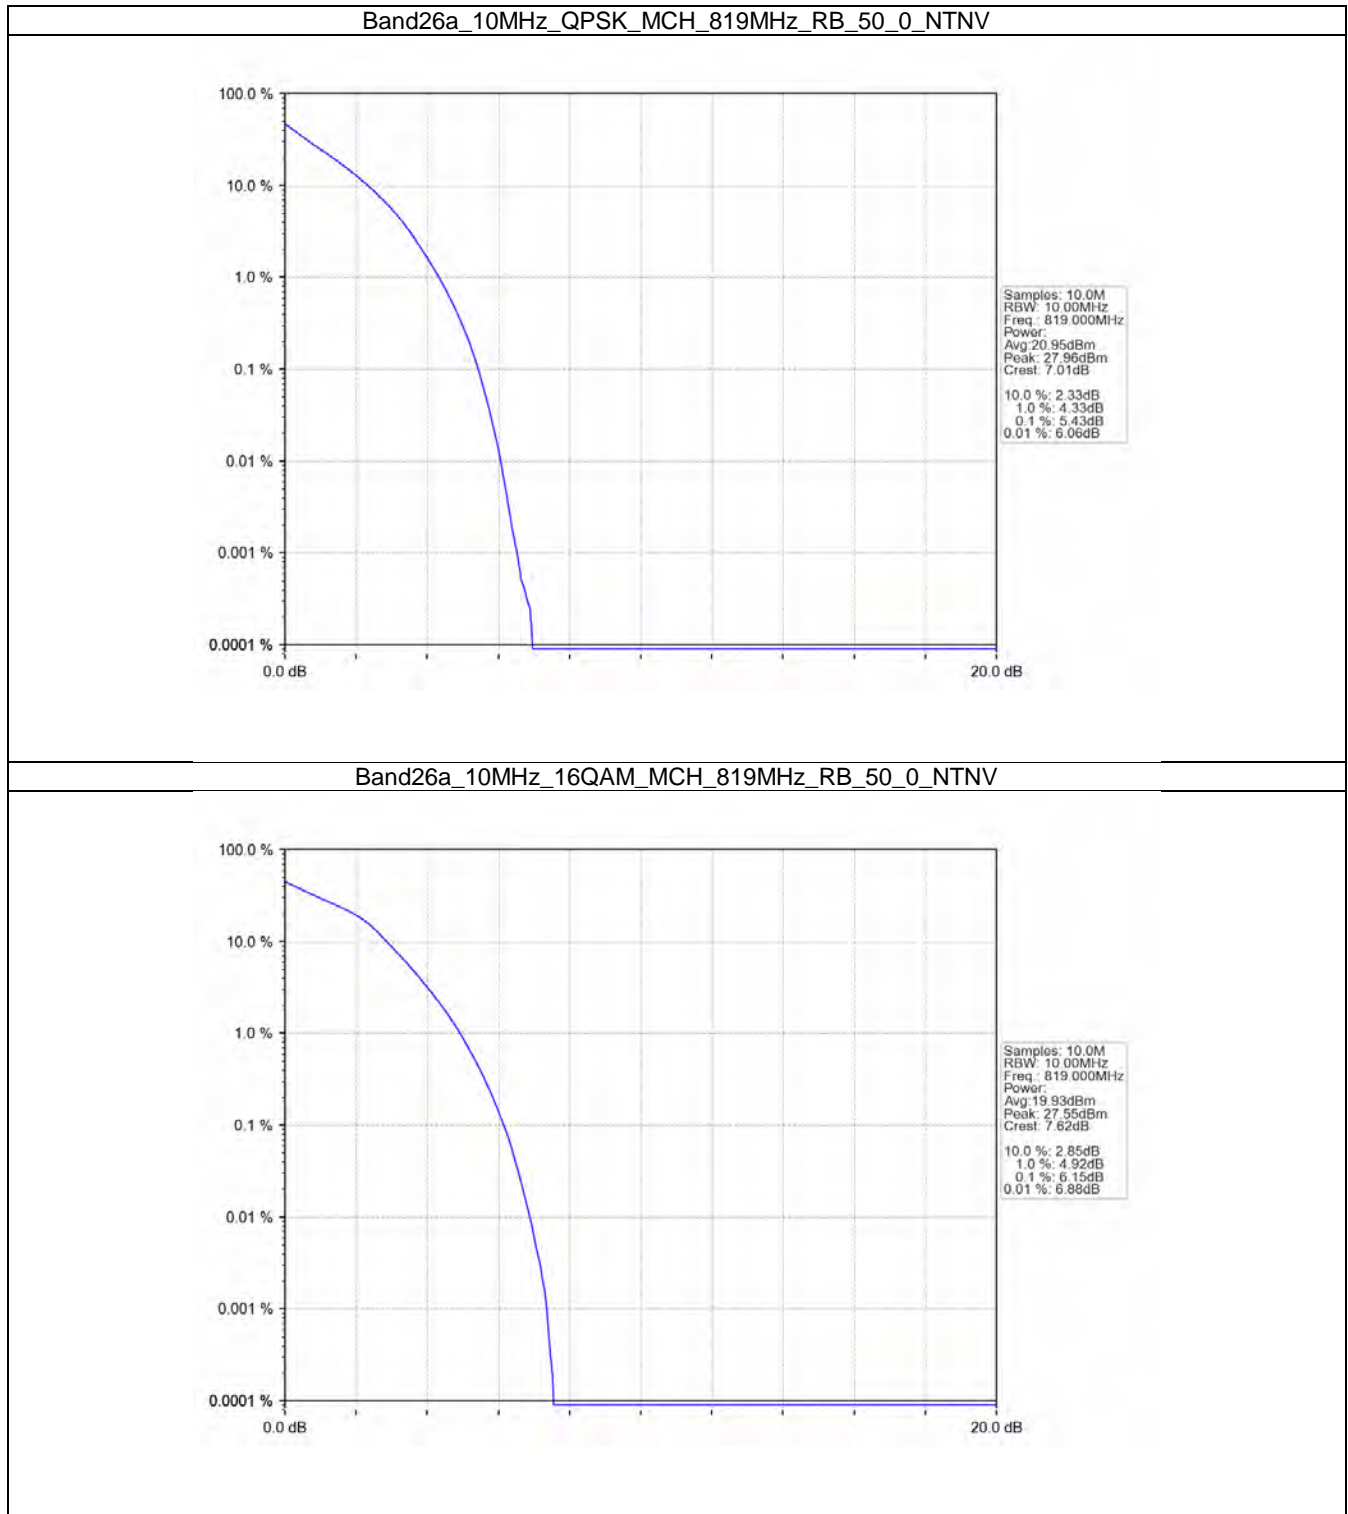 Band26a_10MHz_QPSK_MCH_819MHz_RB_50_0_NTNV
100.0 %
10.0 %
1.0 %
0.1 %
0.01 %
0.001 %
0.0001 %
0.0 dB
20.0 dB
Samples: 10.0M
RBW: 10.00MHz
Freq.: 819.000MHz
Power:
Avg:20.95dBm
Peak: 27.96dBm
Crest: 7.01dB
10.0 %: 2.33dB
1.0 %: 4.33dB
0.1 %: 5.43dB
0.01 %: 6.06dB
Band26a_10MHz_16QAM_MCH_819MHz_RB_50_0_NTNV
100.0 %
10.0 %
1.0 %
0.1 %
0.01 %
0.001 %
0.0001 %
0.0 dB
20.0 dB
Samples: 10.0M
RBW: 10.00MHz
Freq.: 819.000MHz
Power:
Avg:19.93dBm
Peak: 27.55dBm
Crest: 7.62dB
10.0 %: 2.85dB
1.0 %: 4.92dB
0.1 %: 6.15dB
0.01 %: 6.88dB